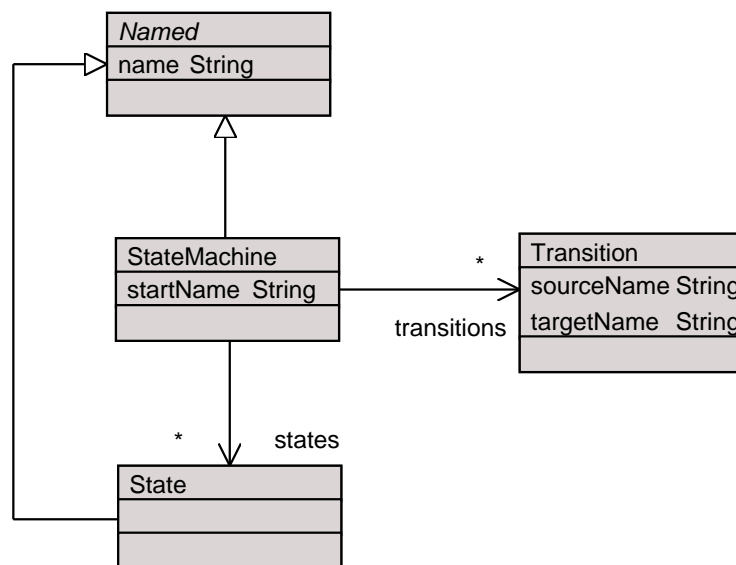 Named
name String
StateMachine
startName String
*
Transition
sourceName String
targetName String
transitions
*
states
State